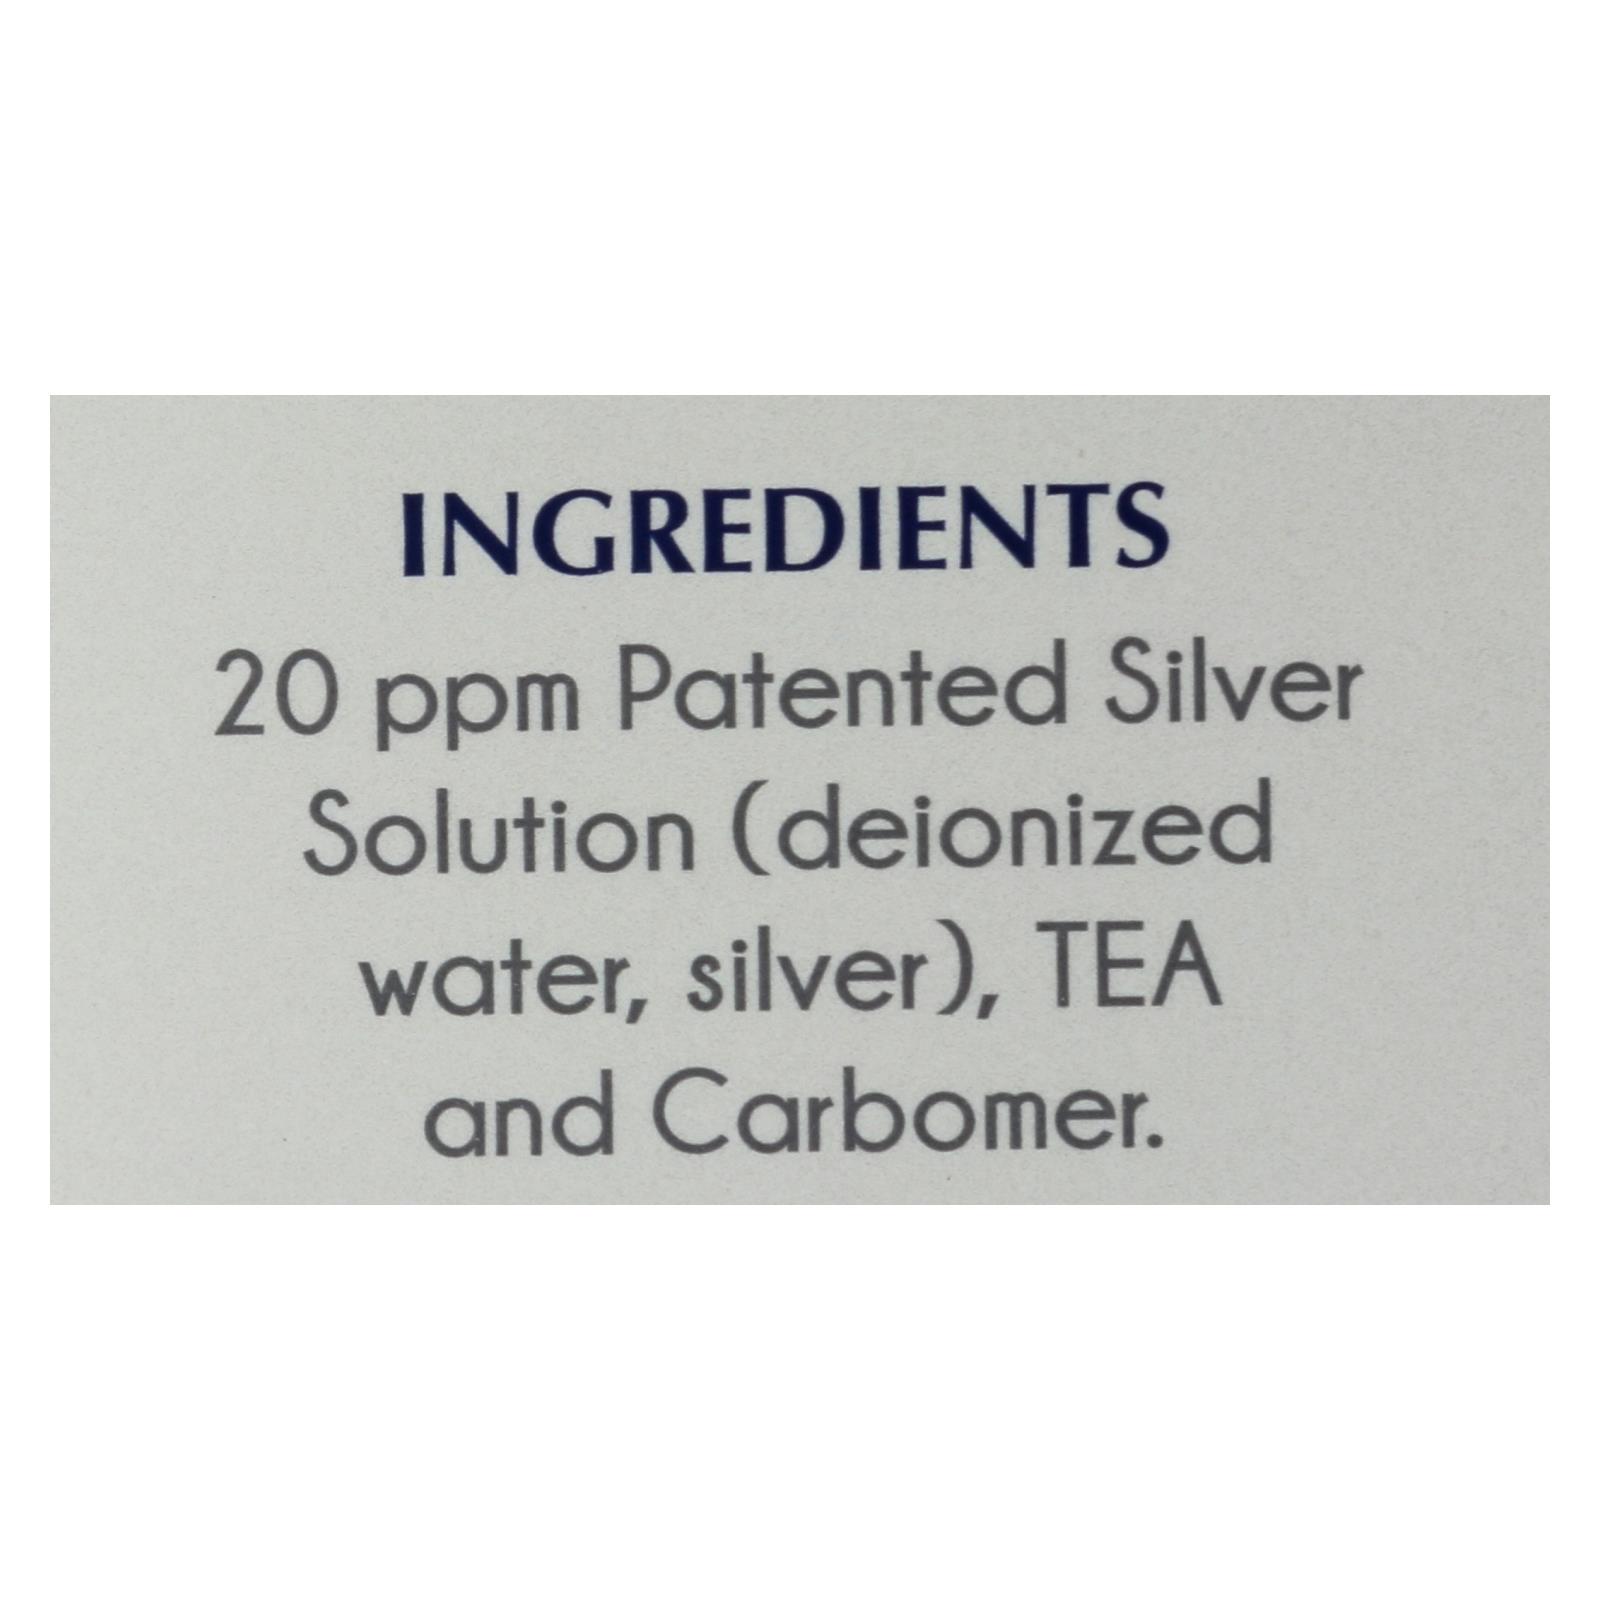 INGREDIENTS
20 ppm Patented Silver
Solution (deionized
water, silver), TEA
and Carbomer.